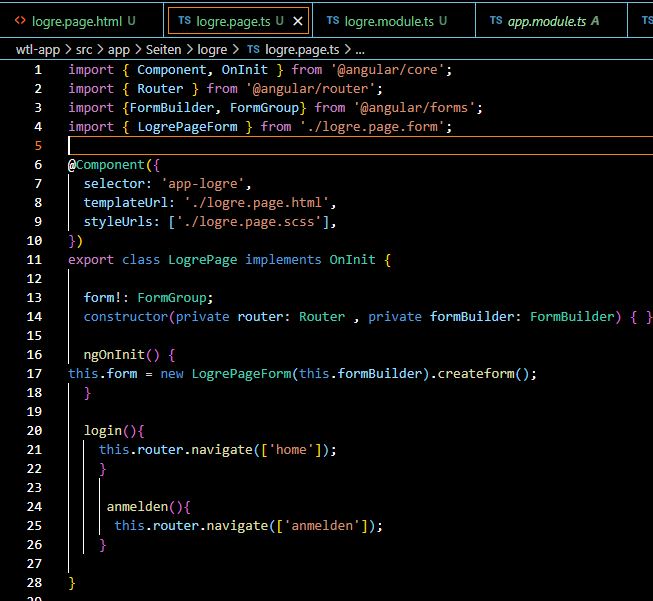 <> logre.page.html U TS logre.page.ts U × TS logre.module.ts U TS app.module.ts A TS
wtl-app > src > app > Seiten > logre > TS logre.page.ts > ...
1 import { Component, OnInit } from '@angular/core';
2 import { Router } from '@angular/router';
3 import {FormBuilder, FormGroup} from '@angular/forms';
4 import { LogrePageForm } from './logre.page.form';
5
6 @Component({
7 selector: 'app-logre',
8 templateUrl: './logre.page.html',
9 styleUrls: ['./logre.page.scss'],
10 })
11 export class LogrePage implements OnInit {
12
13 form!: FormGroup;
14 constructor(private router: Router , private formBuilder: FormBuilder) { }
15
16 ngOnInit() {
17 this.form = new LogrePageForm(this.formBuilder).createform();
18 }
19
20 login(){
21 this.router.navigate(['home']);
22 }
23
24 anmelden(){
25 this.router.navigate(['anmelden']);
26 }
27
28 }